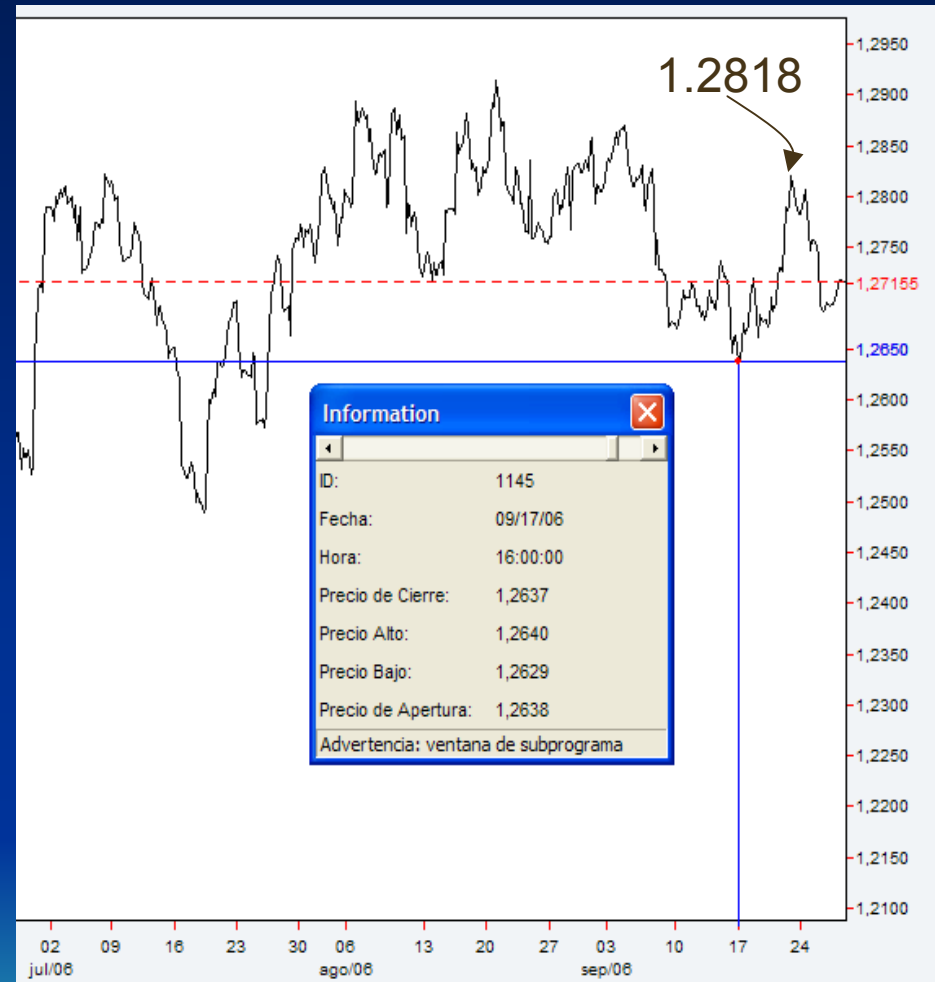 1.2818
1,2950
1,2900
1,2850
1,2800
1,2750
1,27155
1,2650
1,2600
1,2550
1,2500
1,2450
1,2400
1,2350
1,2300
1,2250
1,2200
1,2150
1,2100
Information
ID: 1145
Fecha: 09/17/06
Hora: 16:00:00
Precio de Cierre: 1,2637
Precio Alto: 1,2640
Precio Bajo: 1,2629
Precio de Apertura: 1,2638
Advertencia: ventana de subprograma
02 09 16 23 30 06 13 20 27 03 10 17 24
jul/06 ago/06 sep/06